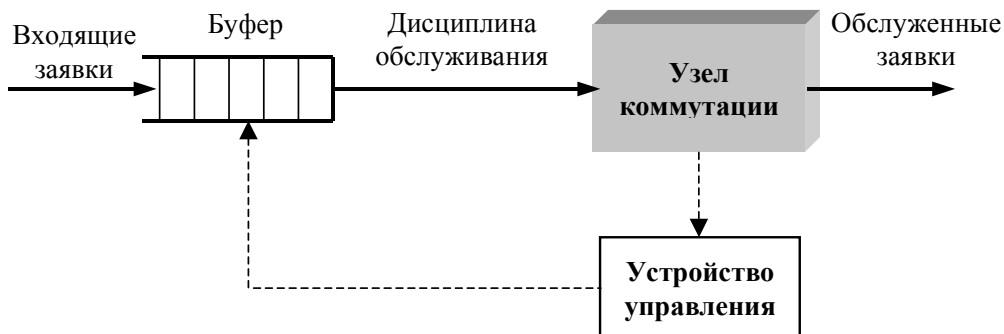 Входящие
заявки
Буфер
Дисциплина
обслуживания
Узел
коммутации
Обслуженные
заявки
Устройство
управления